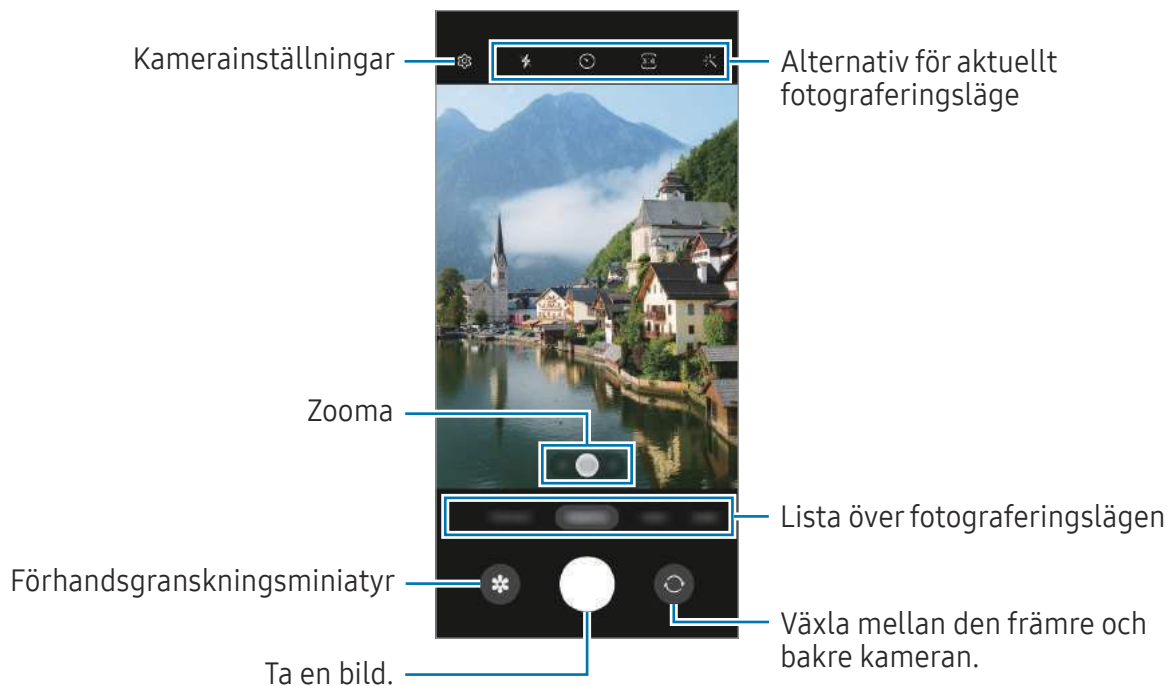 Kamerainställningar
Alternativ för aktuellt
fotograferingsläge
Zooma
Lista över fotograferingslägen
Förhandsgranskningsminiatyr
Växla mellan den främre och
bakre kameran.
Ta en bild.